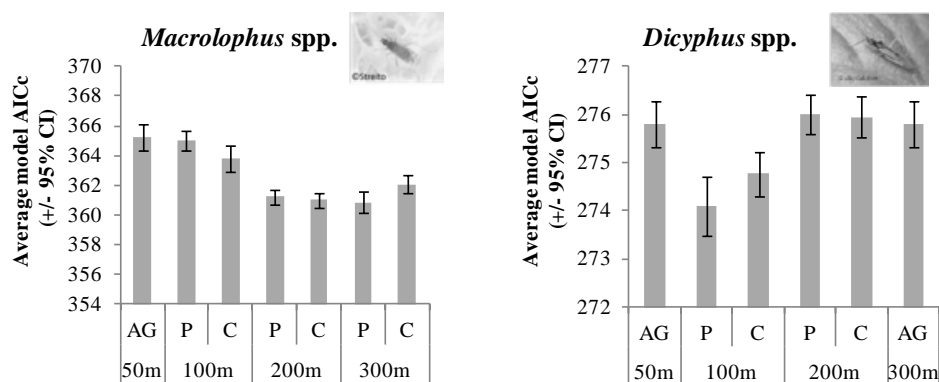 Macrolophus spp.
©Streito
Average model AICc
(+/- 95% CI)
370
368
366
364
362
360
358
356
354
AG P C P C P C
50m 100m 200m 300m
Dicyphus spp.
Average model AICc
(+/- 95% CI)
277
276
275
274
273
272
AG P C P C AG
50m 100m 200m 300m